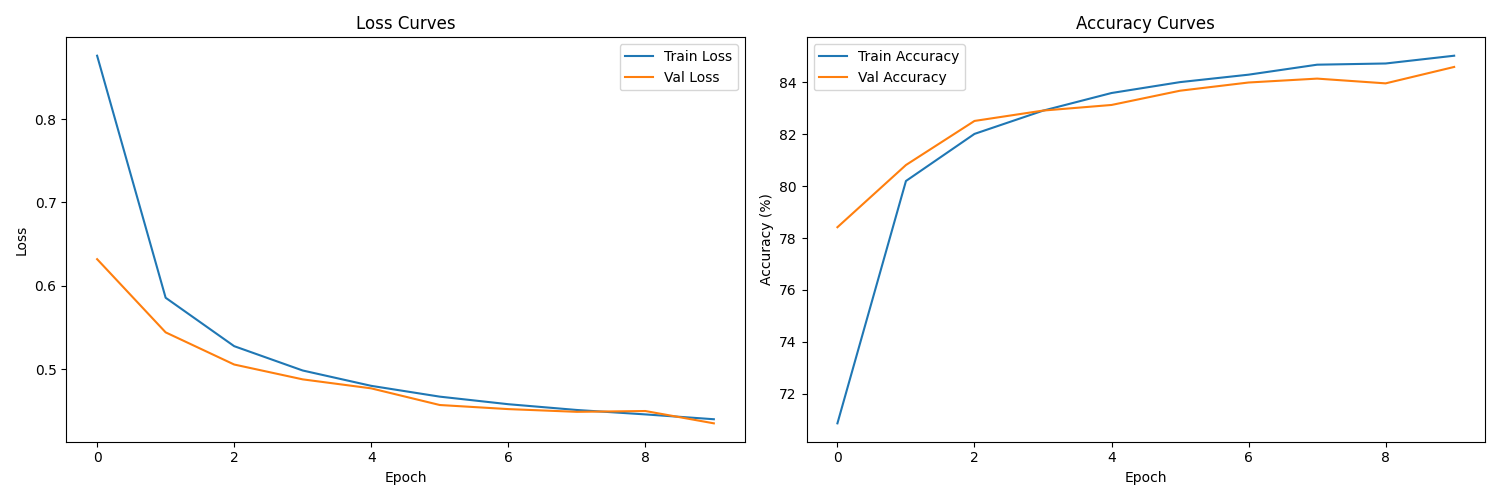 Loss Curves
Train Loss
Val Loss
0.8
0.7
0.6
0.5
Loss
0 2 4 6 8
Epoch
Accuracy Curves
Train Accuracy
Val Accuracy
84
82
80
78
76
74
72
Accuracy (%)
0 2 4 6 8
Epoch